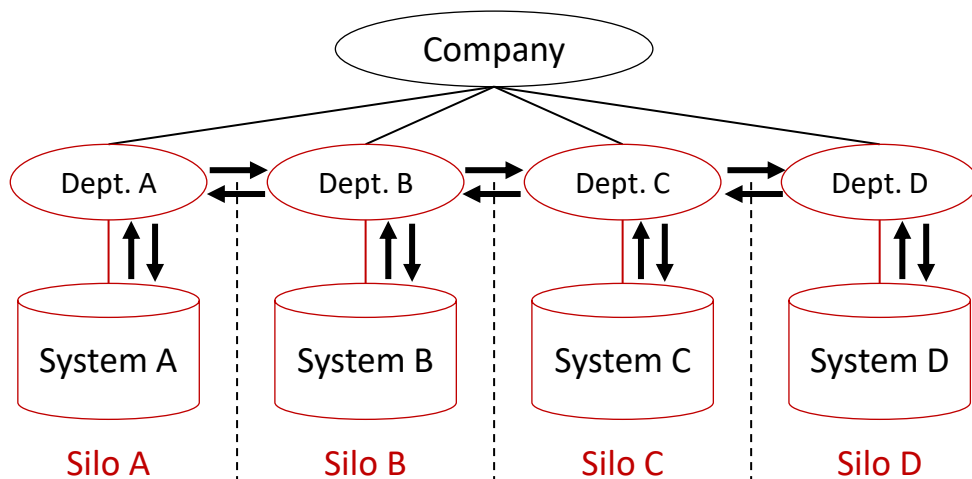 Company
Dept. A
Dept. B
Dept. C
Dept. D
System A
System B
System C
System D
Silo A
Silo B
Silo C
Silo D